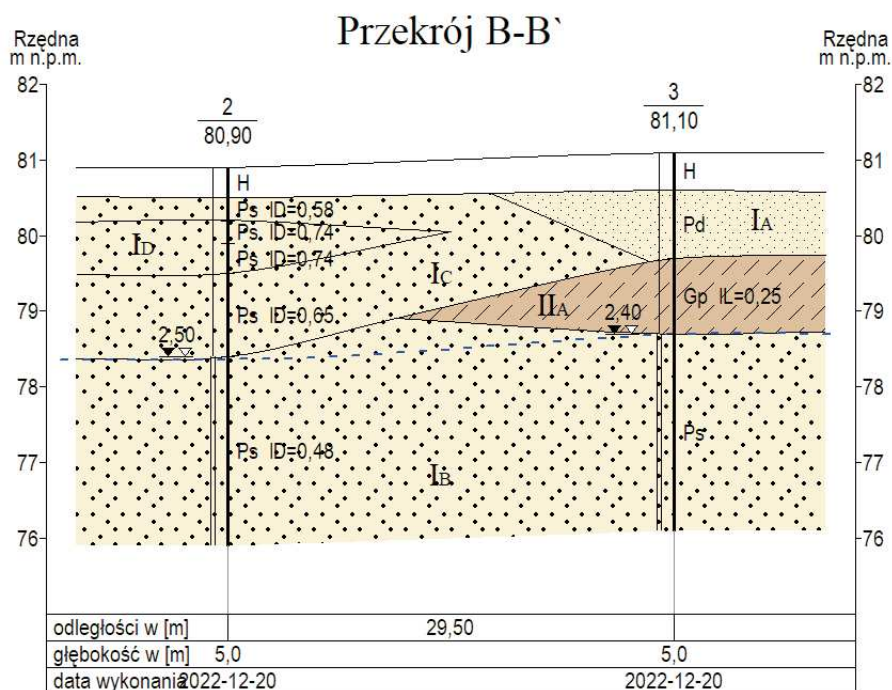 Przekrój B-B`
Rzędna
m n.p.m.
Rzędna
m n.p.m.
82
82
2
80,90
3
81,10
81
81
H
H
Ps ID=0,58
Ps ID=0,74
Pd
IA
80
80
ID
Ps ID=0,74
IC
79
79
Ps ID=0,65
IIA
Gp IL=0,25
2,50
2,40
78
78
77
77
Ps ID=0,48
IB
Ps
76
76
odległości w [m]
29,50
głębokość w [m]
5,0
5,0
data wykonania
2022-12-20
2022-12-20